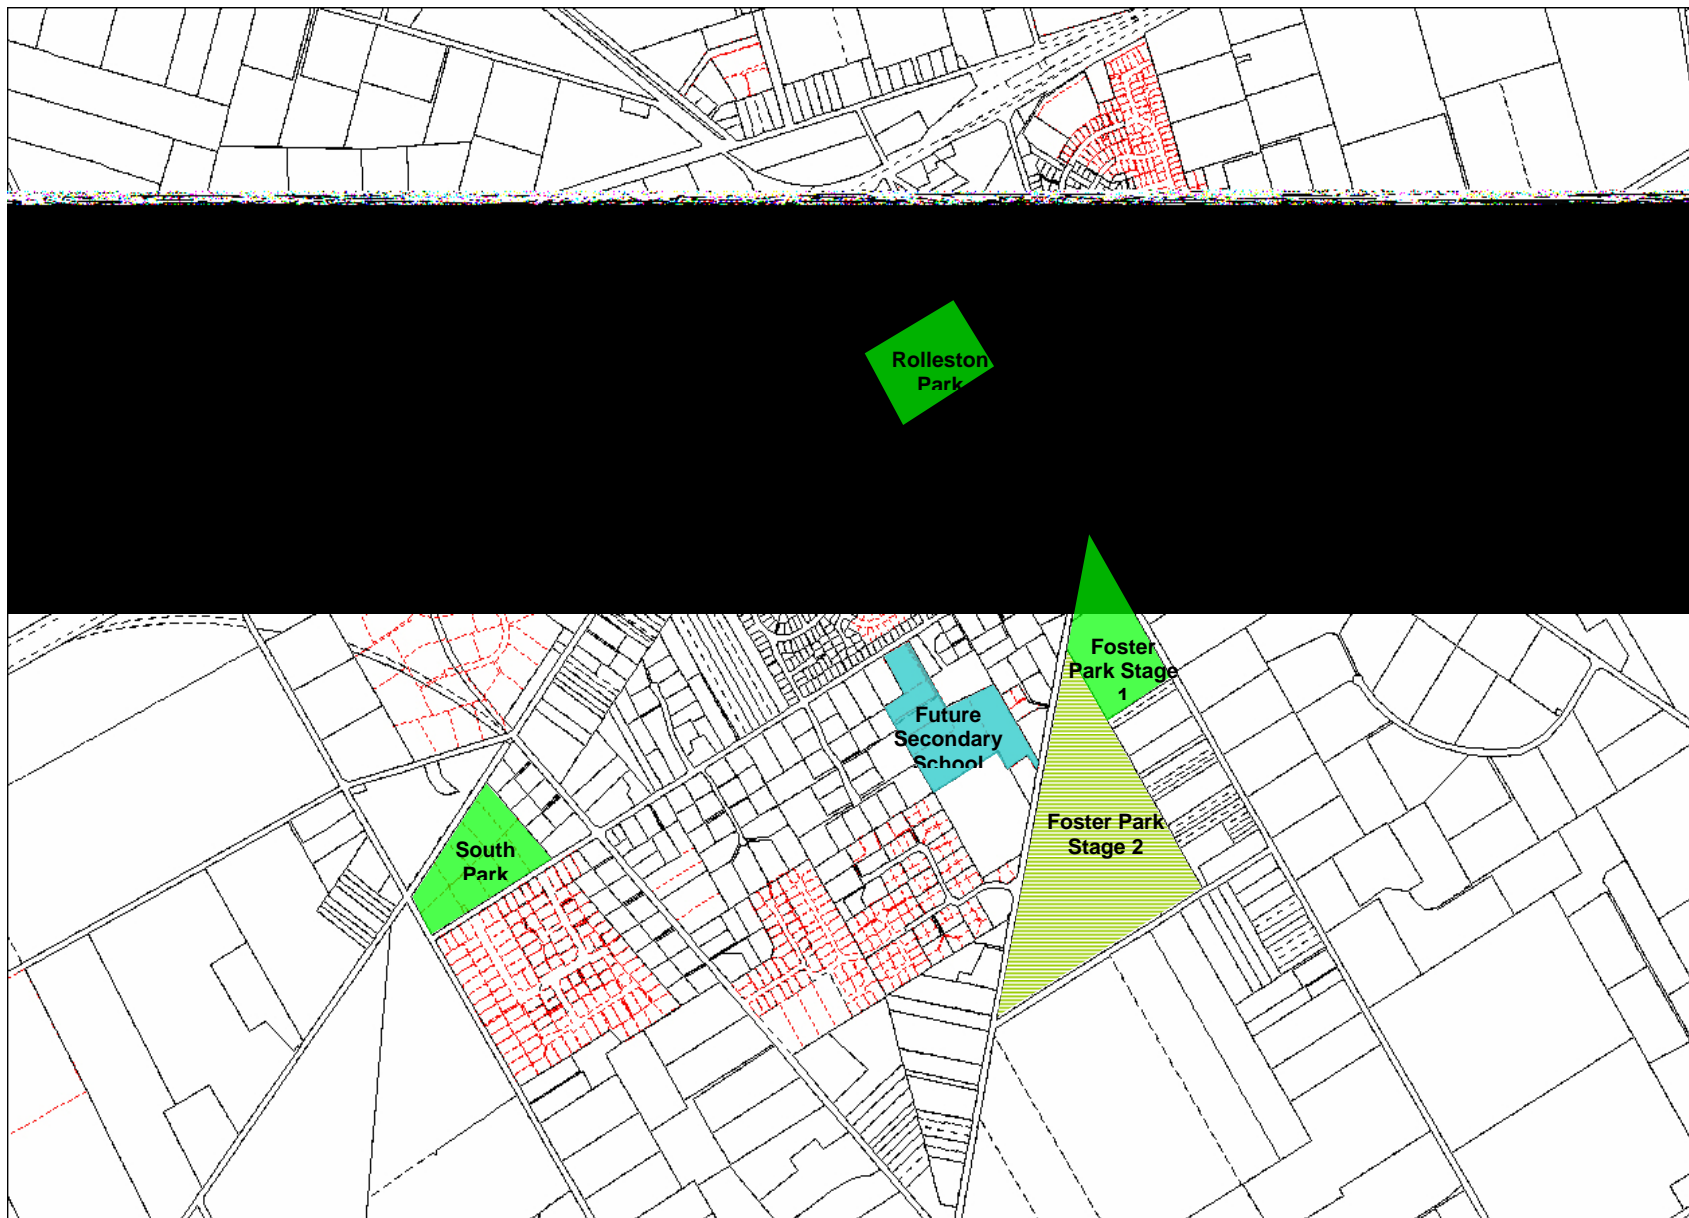 Rolleston
Park
Foster
Park Stage
1
Future
Secondary
School
Foster Park
Stage 2
South
Park